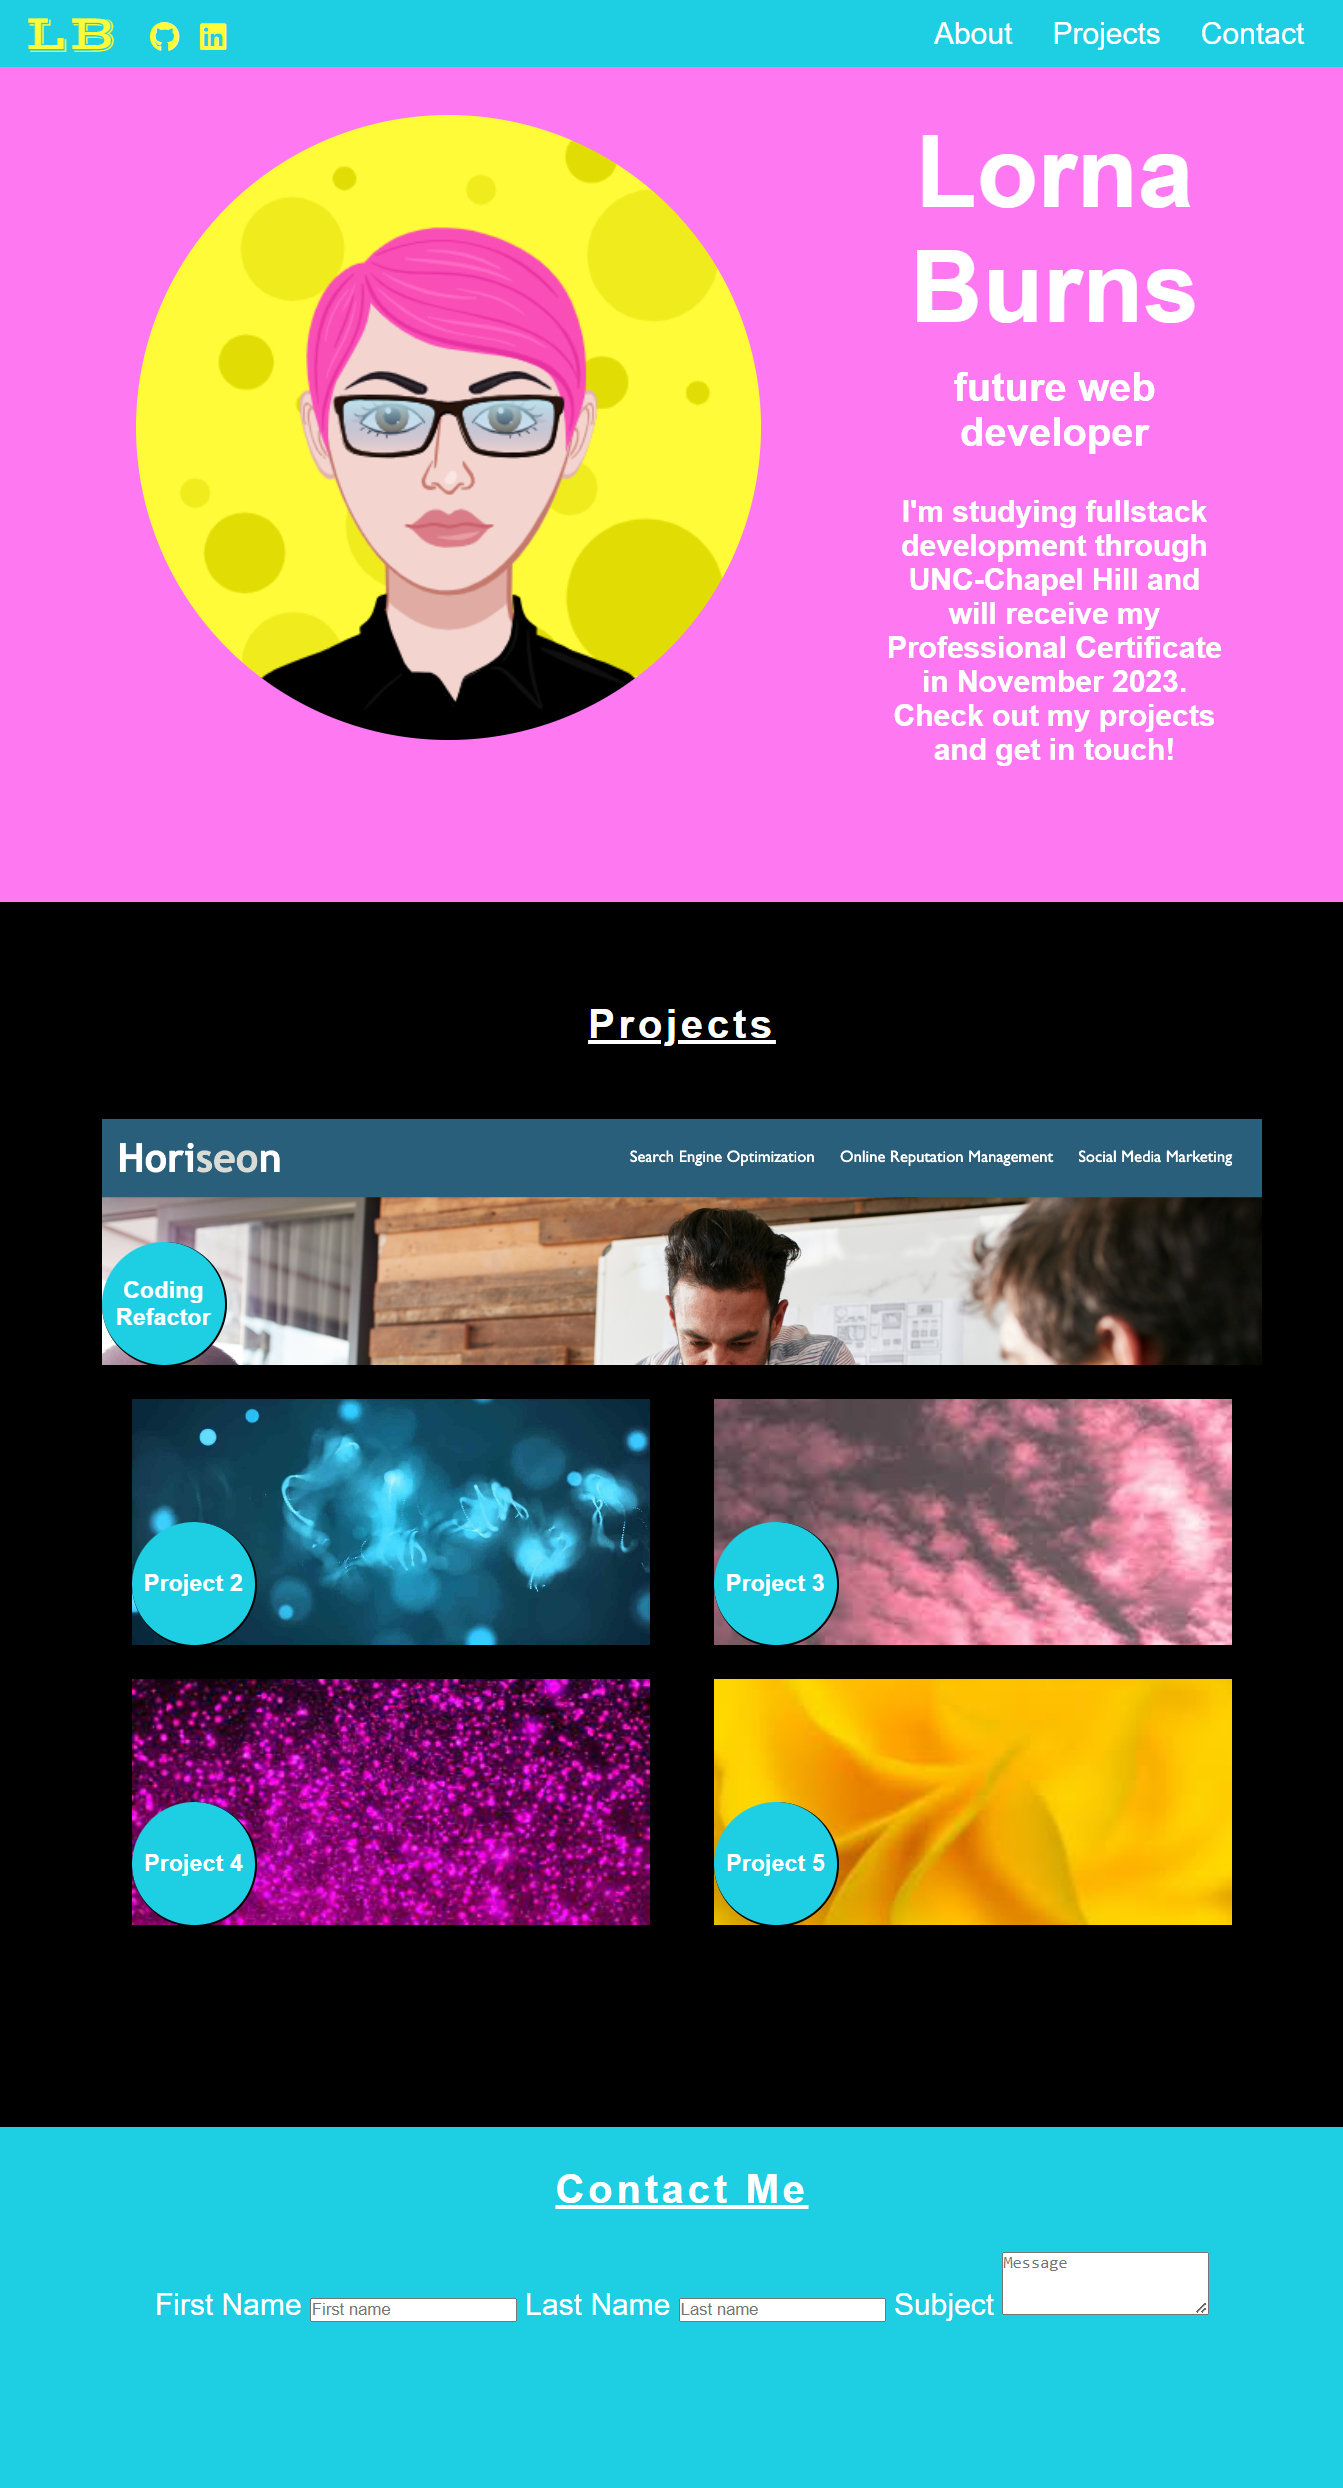 LB
About Projects Contact
Lorna
Burns
future web
developer
I'm studying fullstack
development through
UNC-Chapel Hill and
will receive my
Professional Certificate
in November 2023.
Check out my projects
and get in touch!
Projects
Horiseon Search Engine Optimization Online Reputation Management Social Media Marketing
Coding
Refactor
Project 2
Project 3
Project 4
Project 5
Contact Me
First Name First name Last Name Last name Subject Message